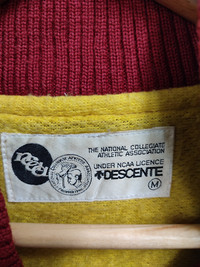 THE NATIONAL COLLEGIATE
ATHLETIC ASSOCIATION
UNDER NCAA LICENCE
DESCENTE
M